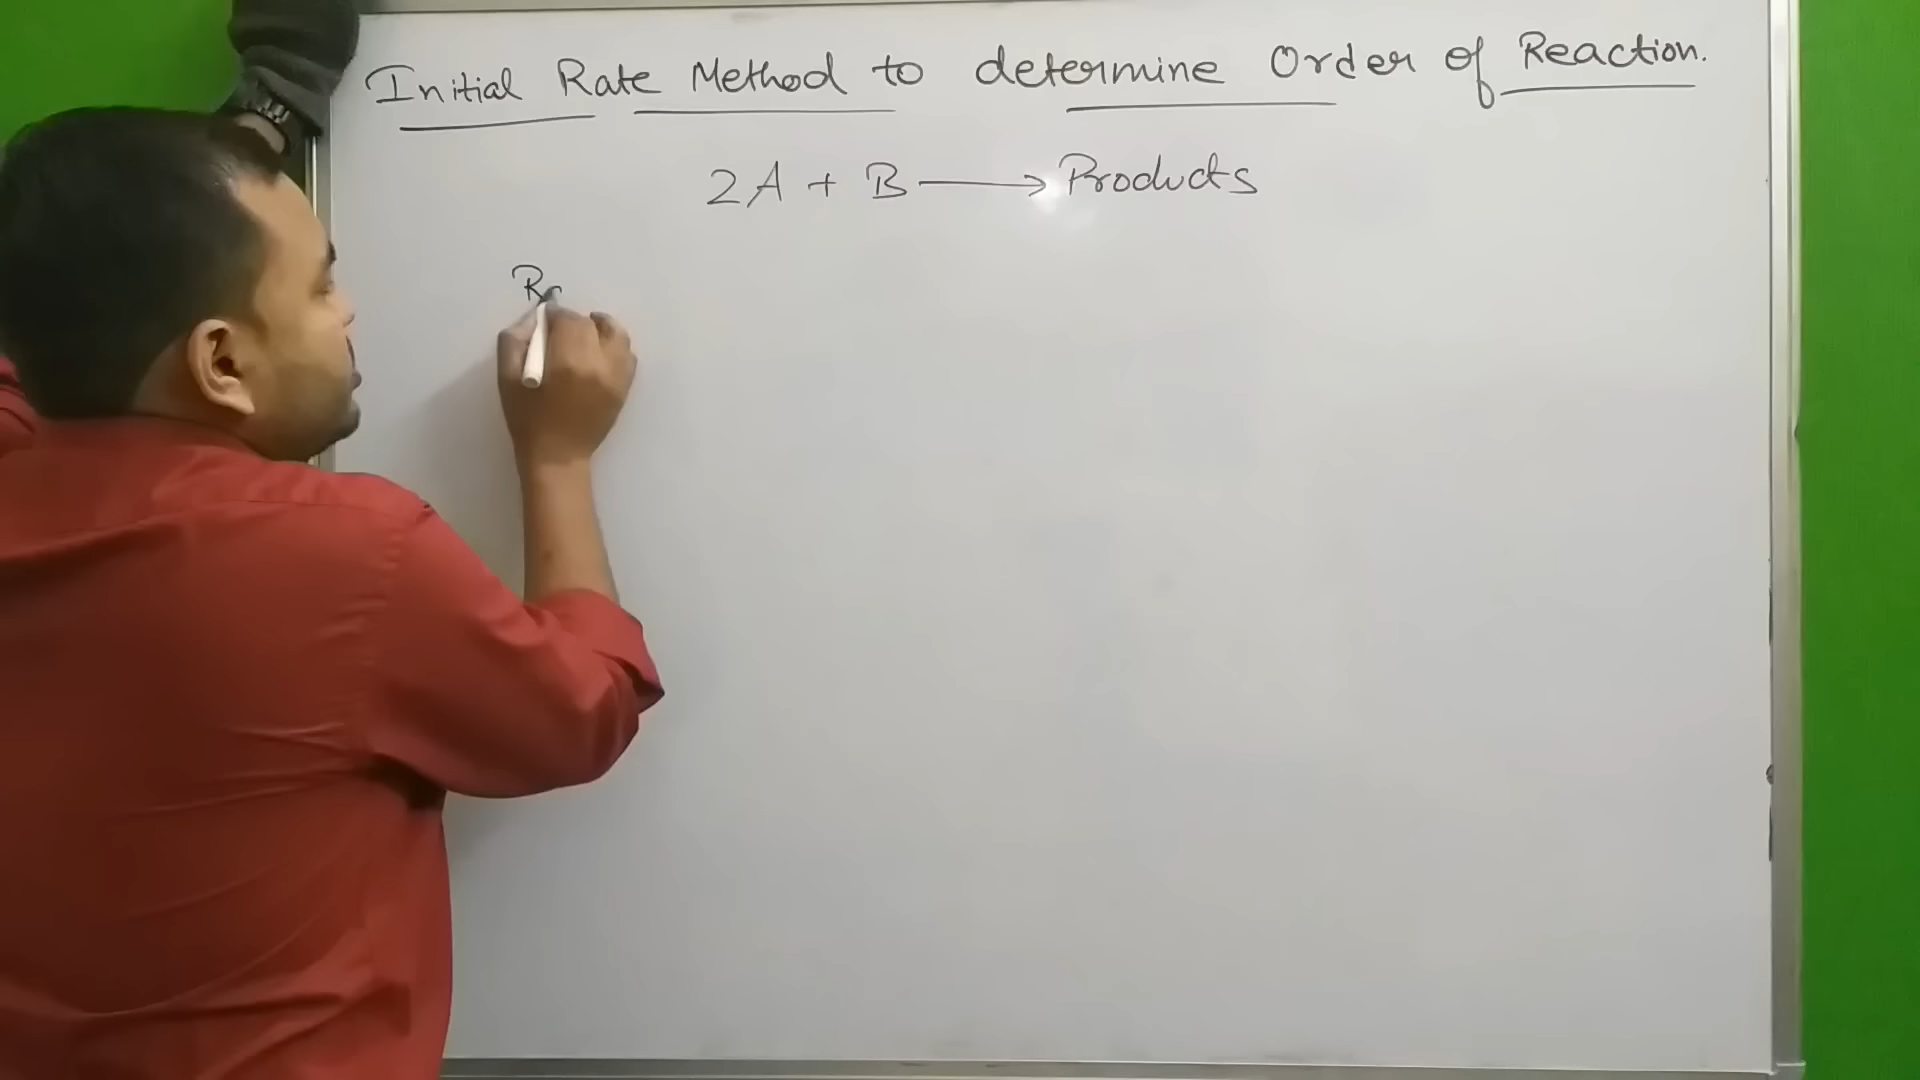 Initial Rate Method to determine Order of Reaction.
2A + B ⟶ Products
R